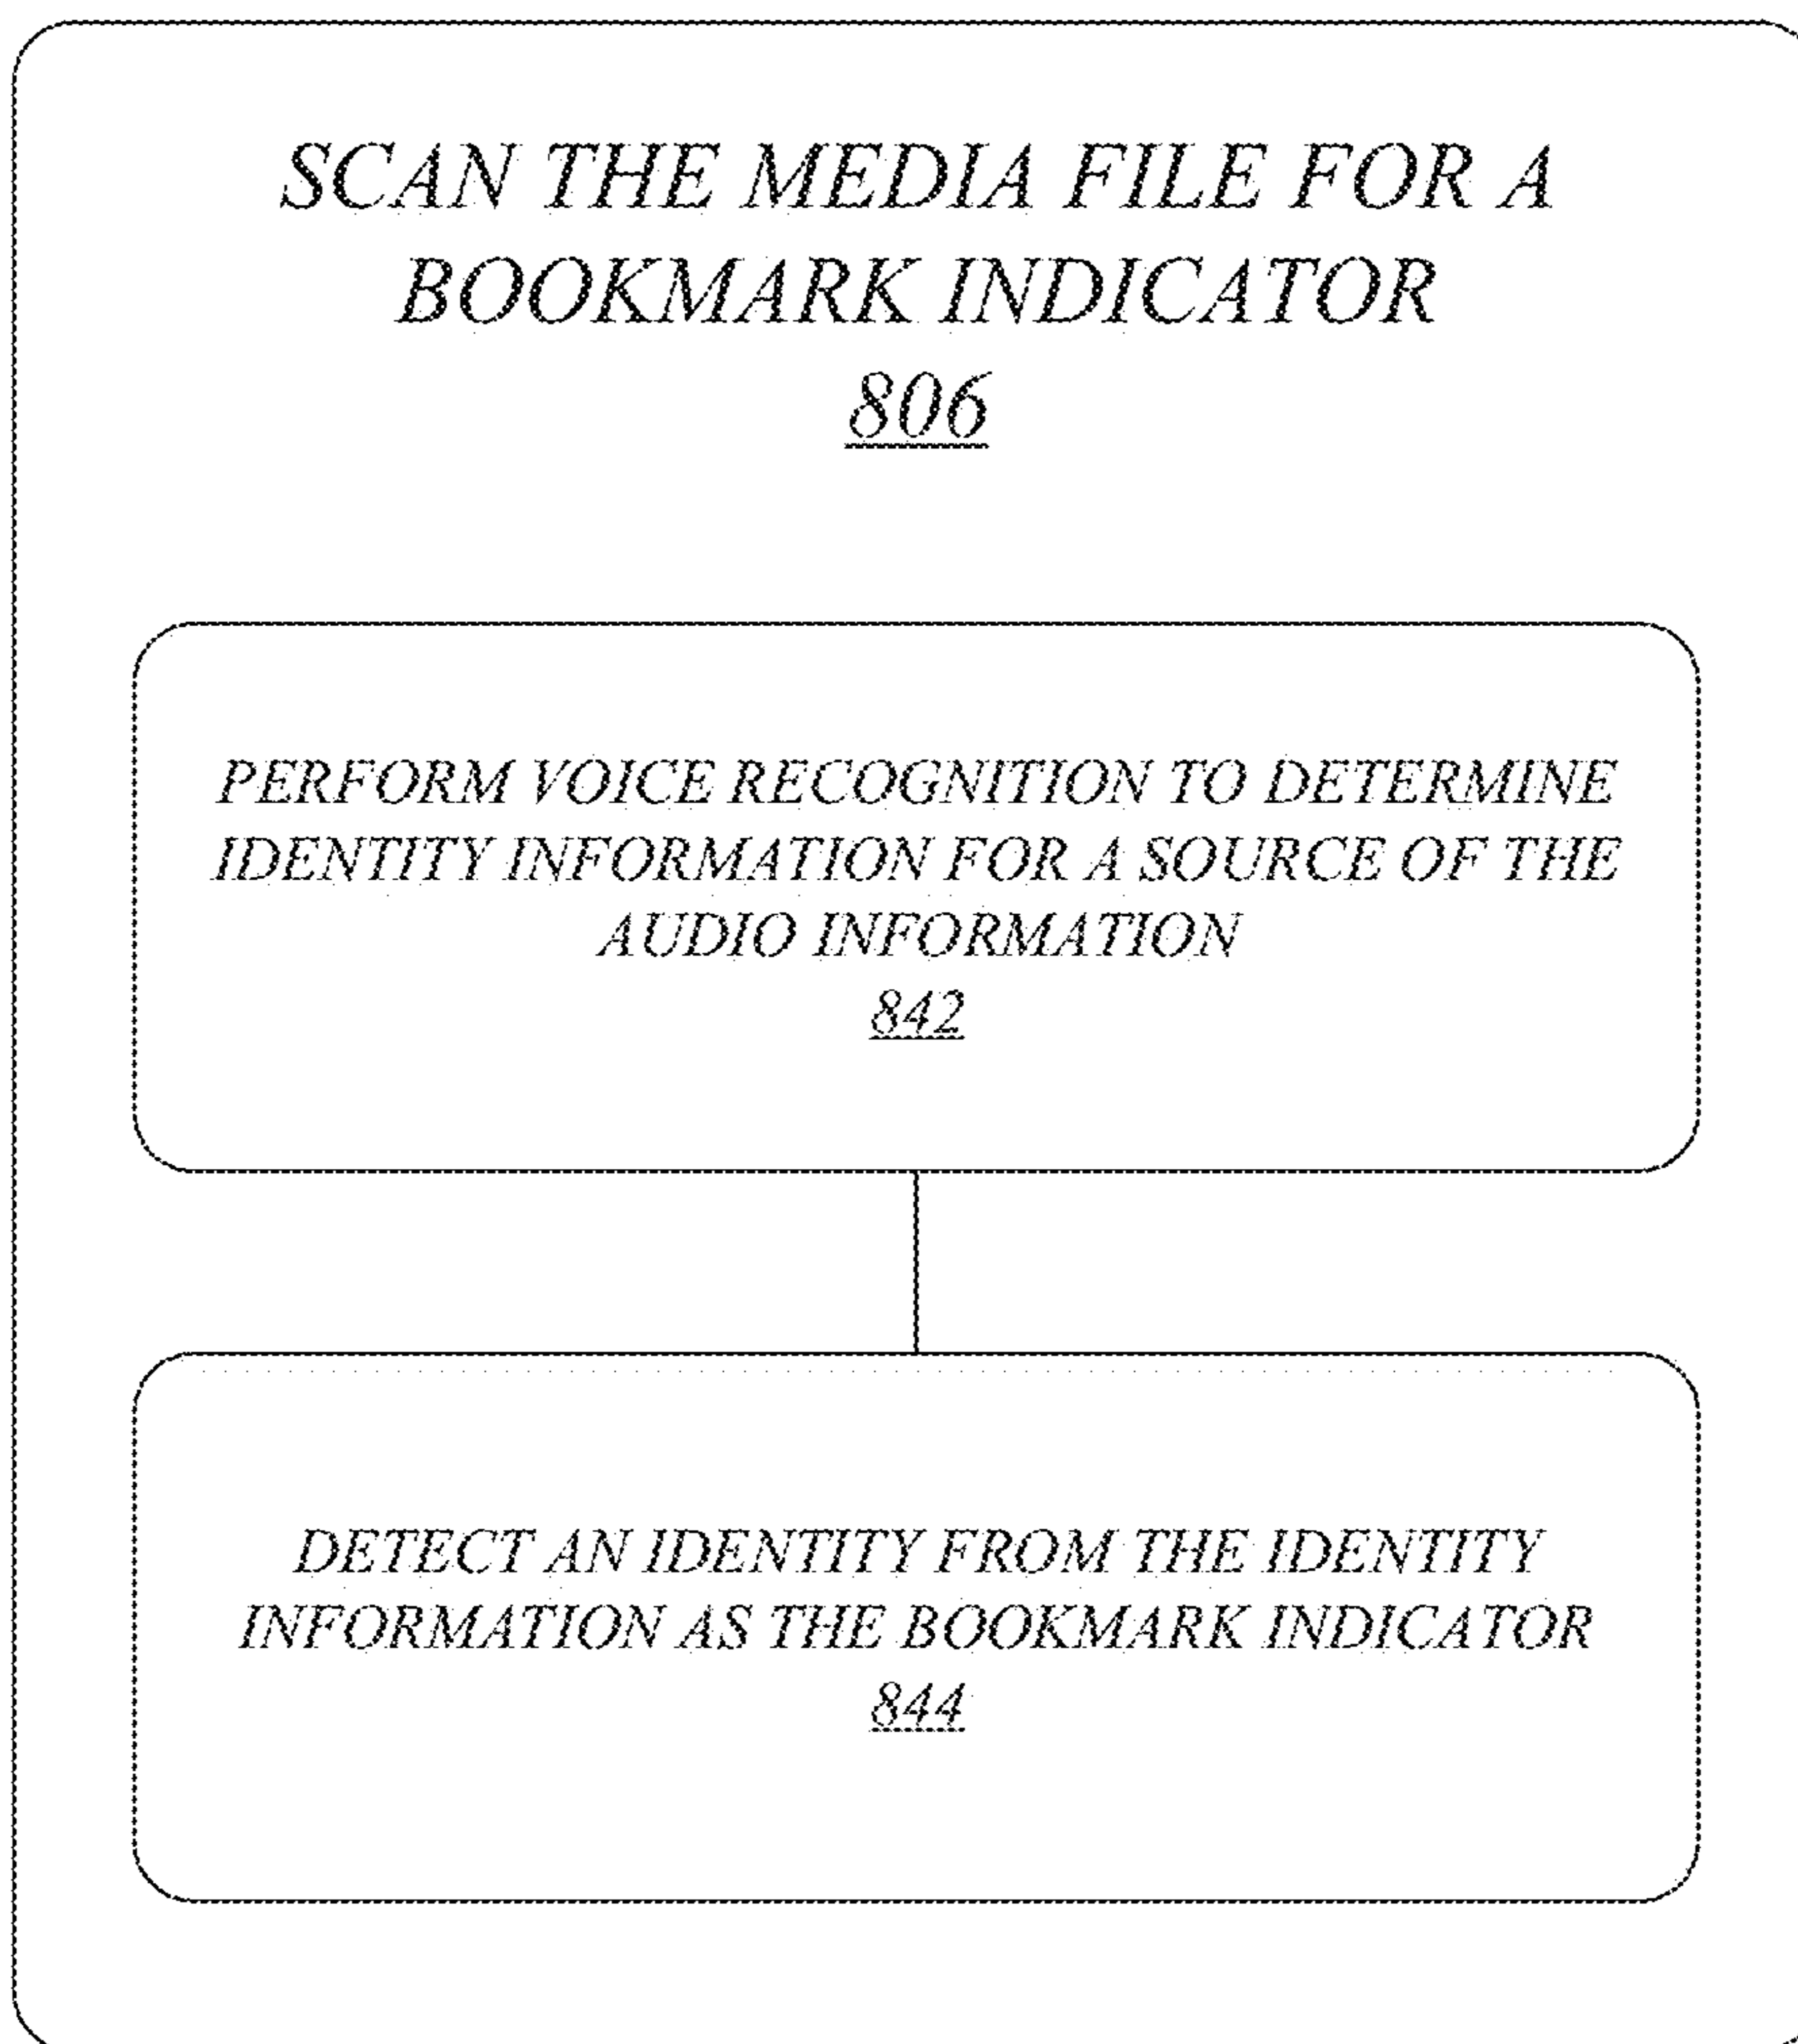 SCAN THE MEDIA FILE FOR A
BOOKMARK INDICATOR
806
PERFORM VOICE RECOGNITION TO DETERMINE
IDENTITY INFORMATION FOR A SOURCE OF THE
AUDIO INFORMATION
842
DETECT AN IDENTITY FROM THE IDENTITY
INFORMATION AS THE BOOKMARK INDICATOR
844